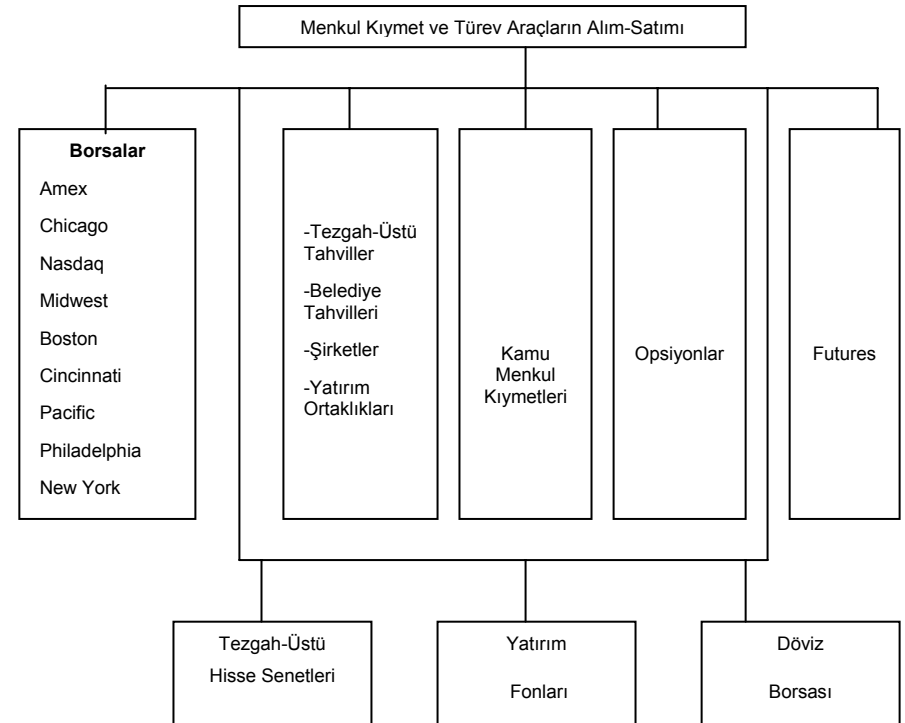 Menkul Kıymet ve Türev Araçların Alım-Satımı
Borsalar
Amex
Chicago
Nasdaq
Midwest
Boston
Cincinnati
Pacific
Philadelphia
New York
-Tezgah-Üstü
Tahviller
-Belediye
Tahvilleri
-Şirketler
-Yatırım
Ortaklıkları
Kamu
Menkul
Kıymetleri
Opsiyonlar
Futures
Tezgah-Üstü
Hisse Senetleri
Yatırım
Fonları
Döviz
Borsası